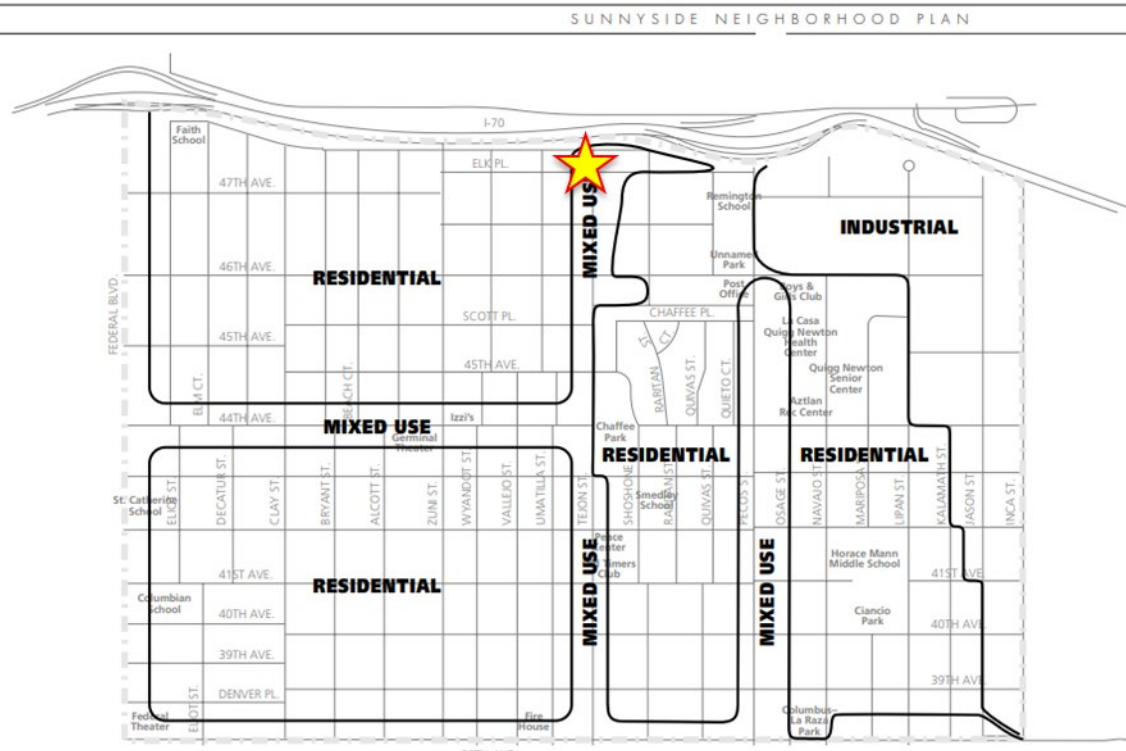 SUNNYSIDE NEIGHBORHOOD PLAN
I-70
Faith
School
ELK PL.
47TH AVE.
MIXED USE
Remington
School
INDUSTRIAL
Unnamed
Park
46TH AVE.
RESIDENTIAL
Post
Office
Boys &
Girls Club
FEDERAL BLVD.
SCOTT PL.
CHAFFEE PL.
La Casa
Quigg Newton
Health
Center
45TH AVE.
CT.
45TH AVE.
Quigg Newton
Senior
Center
ELM CT.
BEACH CT.
RARITAN
QUIVAS ST.
QUIETO CT.
Aztlan
Rec Center
44TH AVE.
Izzi's
MIXED USE
Germinal
Theater
Chaffee
Park
RESIDENTIAL
RESIDENTIAL
St. Catherine
School
DECATUR ST.
CLAY ST.
BRYANT ST.
ALCOTT ST.
ZUNI ST.
WYANDOT ST.
VALLEJO ST.
UMATILLA ST.
TEJON ST.
SHOSHONE
Smedley
School
RARITAN ST.
QUIVAS ST.
PECOS ST.
OSAGE ST.
NAVAJO ST.
MARIPOSA
LIPAN ST.
KALAMATH ST.
JASON ST.
INCA ST.
Peace
Center
Timers
Club
MIXED USE
MIXED USE
Horace Mann
Middle School
41ST AVE.
RESIDENTIAL
41ST AVE.
Columbian
School
40TH AVE.
Ciancio
Park
40TH AVE.
39TH AVE.
39TH AVE.
DENVER PL.
ELIOT ST.
Federal
Theater
Fire
House
Columbus–
La Raza
Park